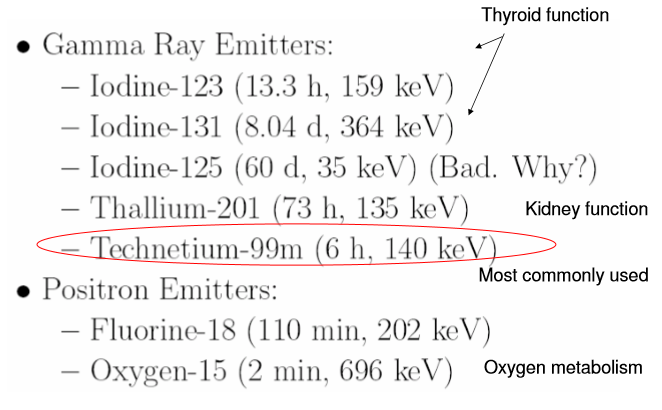 Thyroid function
• Gamma Ray Emitters:
– Iodine-123 (13.3 h, 159 keV)
– Iodine-131 (8.04 d, 364 keV)
– Iodine-125 (60 d, 35 keV) (Bad. Why?)
– Thallium-201 (73 h, 135 keV)
Kidney function
– Technetium-99m (6 h, 140 keV)
Most commonly used
• Positron Emitters:
– Fluorine-18 (110 min, 202 keV)
– Oxygen-15 (2 min, 696 keV)
Oxygen metabolism